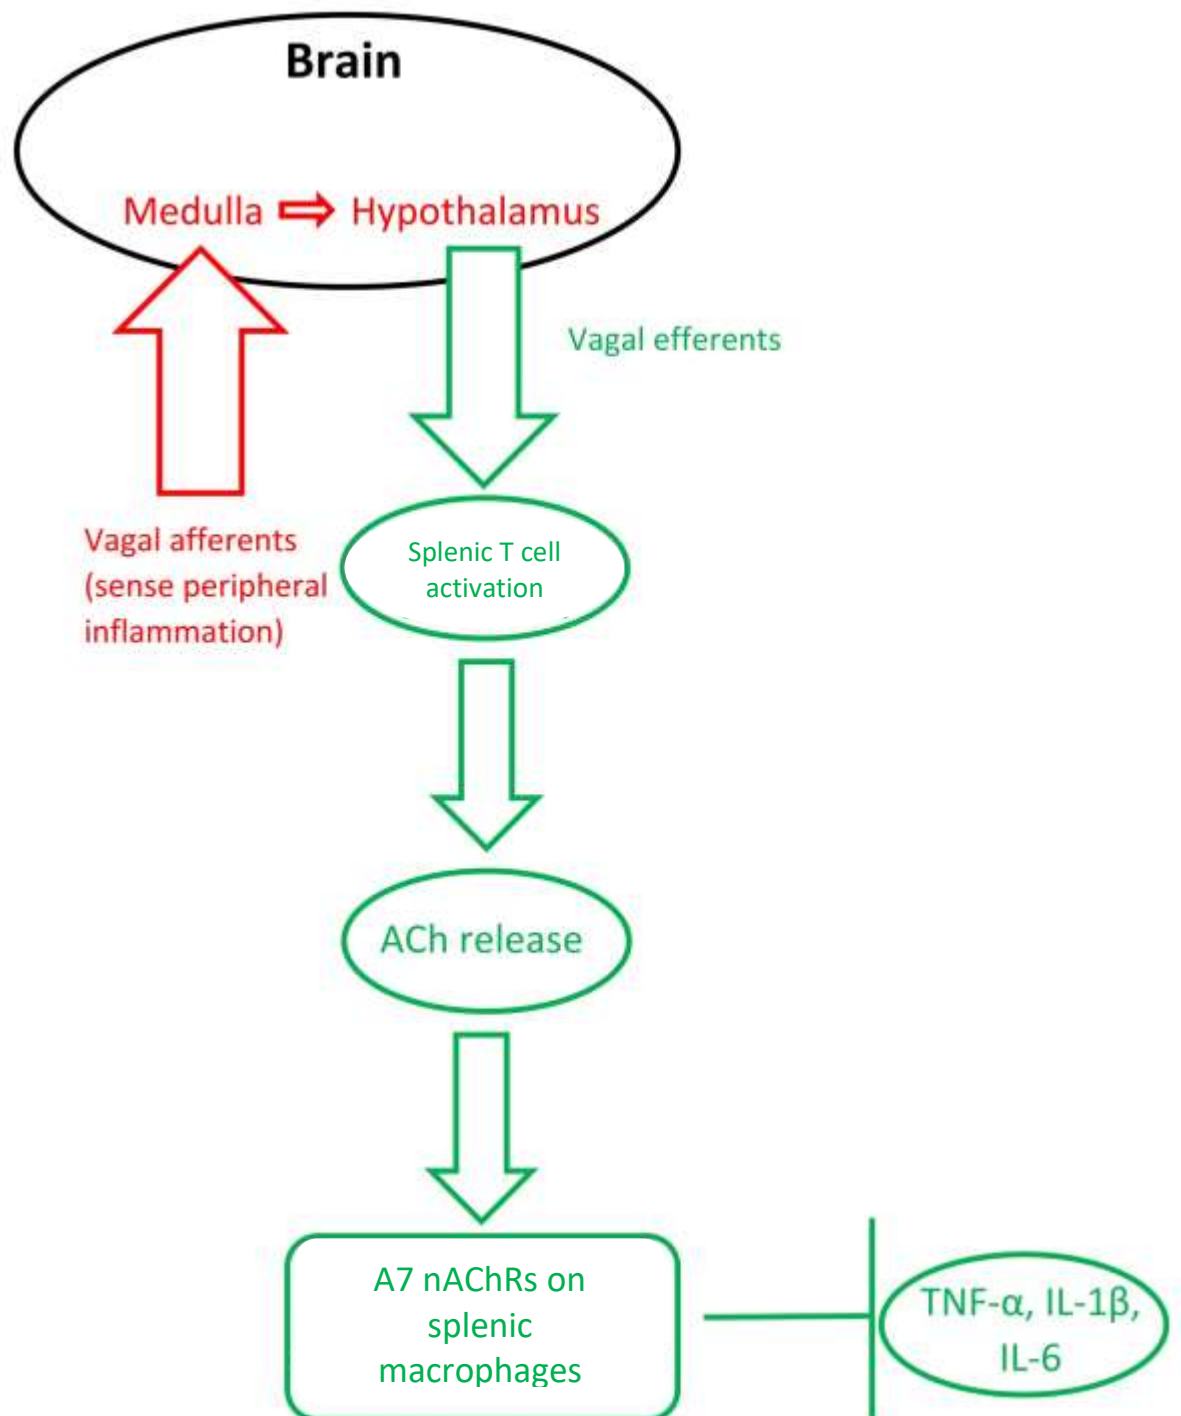 Brain
Medulla
Hypothalamus
Vagal efferents
Vagal afferents
(sense peripheral
inflammation)
Splenic T cell
activation
ACh release
A7 nAChRs on
splenic
macrophages
TNF-α, IL-1β,
IL-6